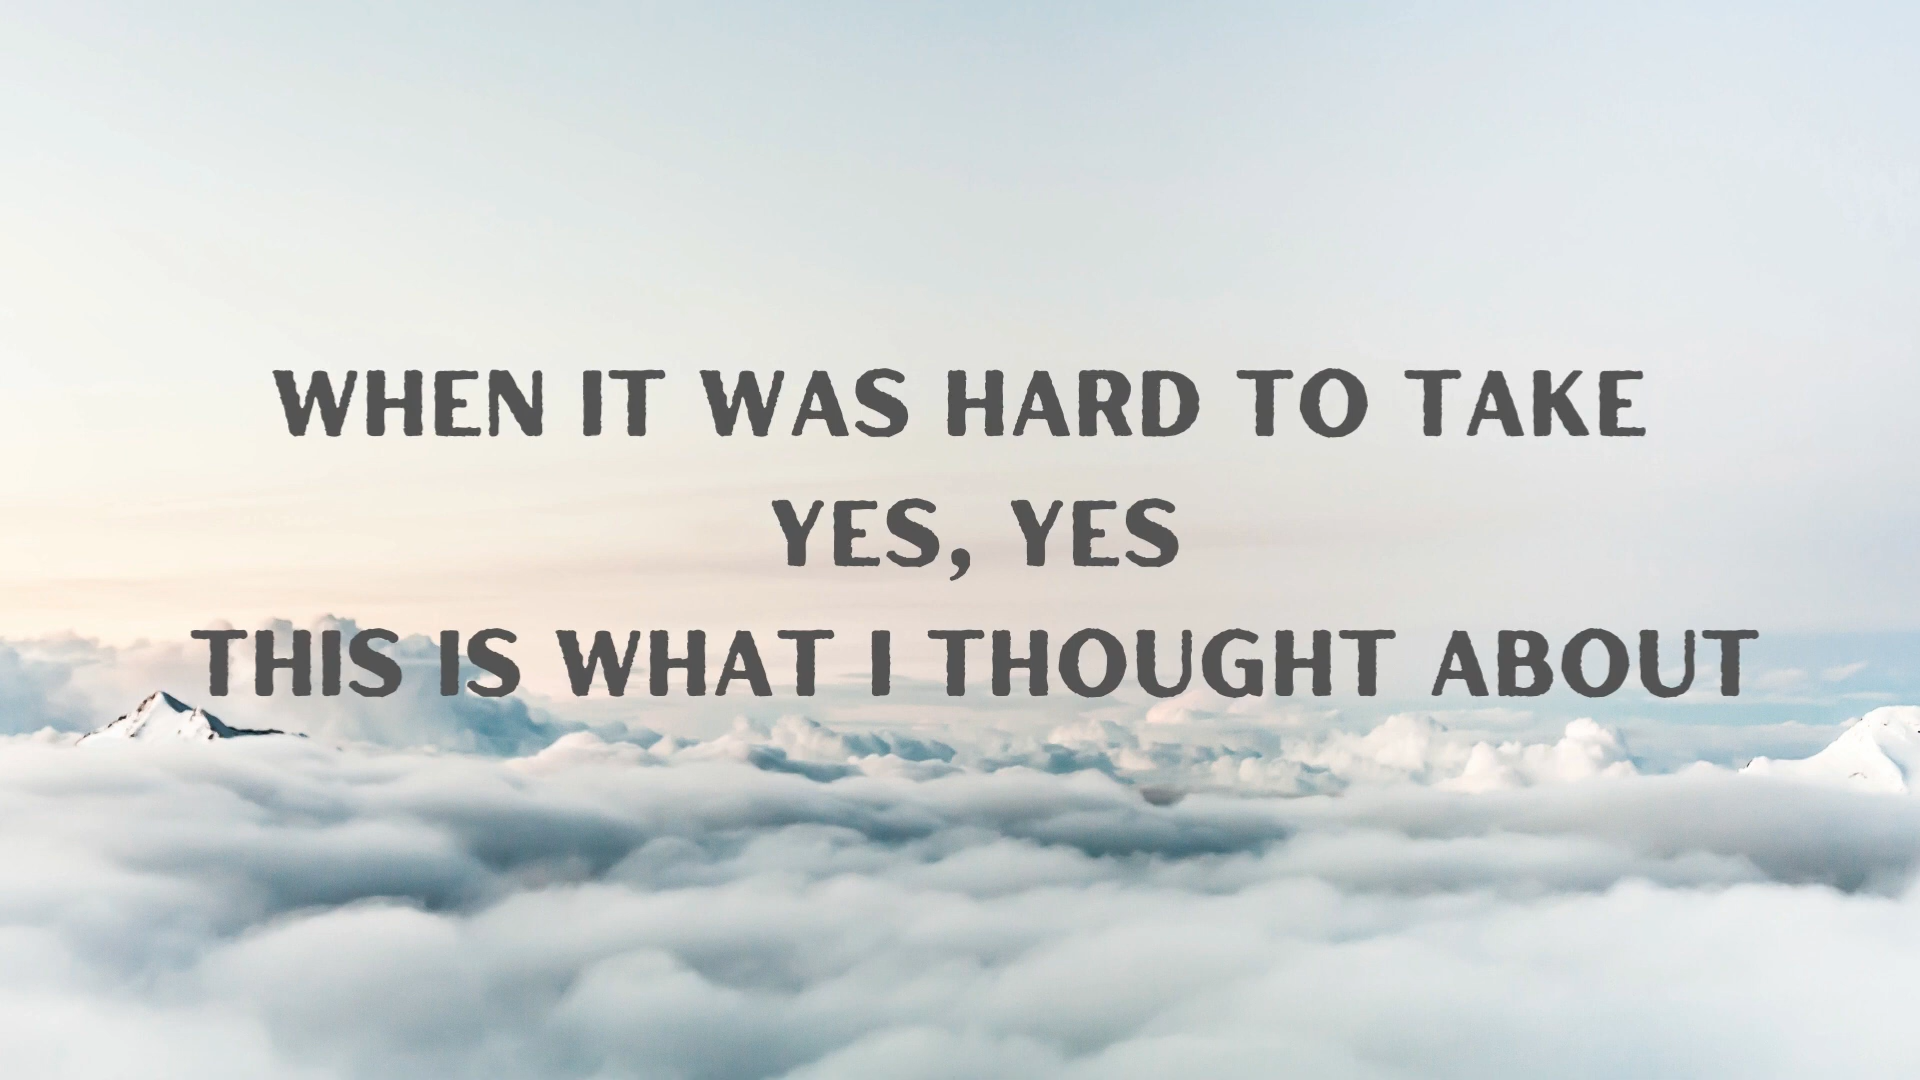 WHEN IT WAS HARD TO TAKE
YES, YES
THIS IS WHAT I THOUGHT ABOUT